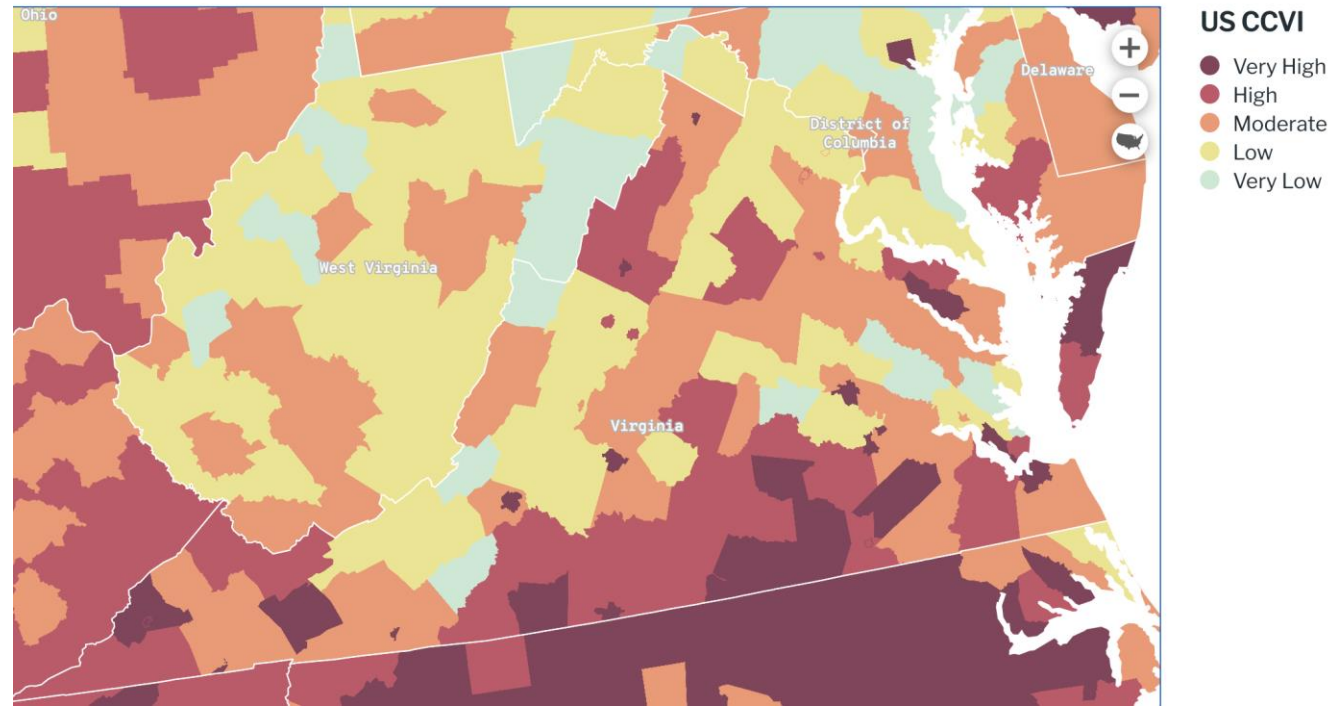 Ohio
Delaware
District of
Columbia
West Virginia
Virginia
+
−
US CCVI
Very High
High
Moderate
Low
Very Low